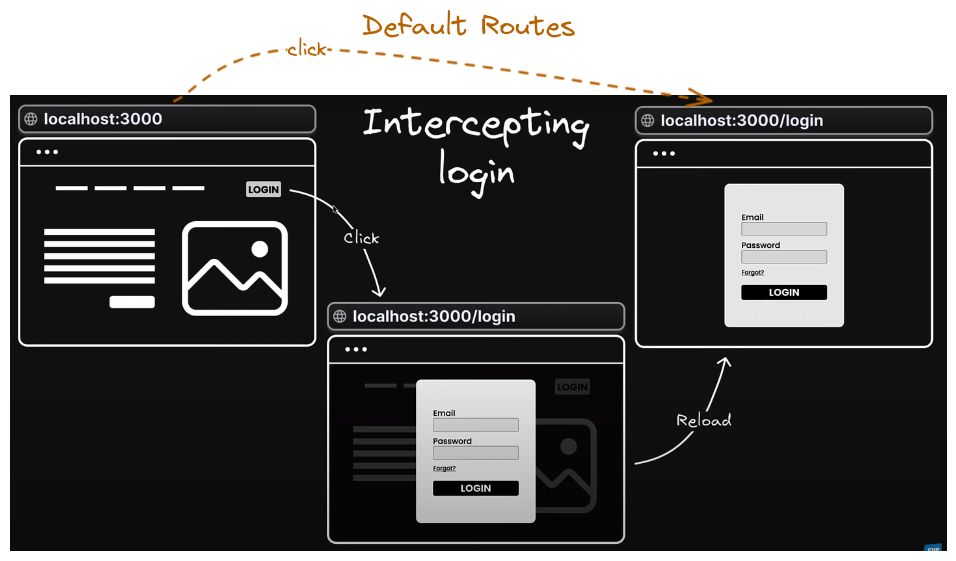 Default Routes
click
localhost:3000
Intercepting
login
localhost:3000/login
LOGIN
Click
Email
Password
Forgot?
LOGIN
localhost:3000/login
LOGIN
Email
Password
Forgot?
LOGIN
Reload